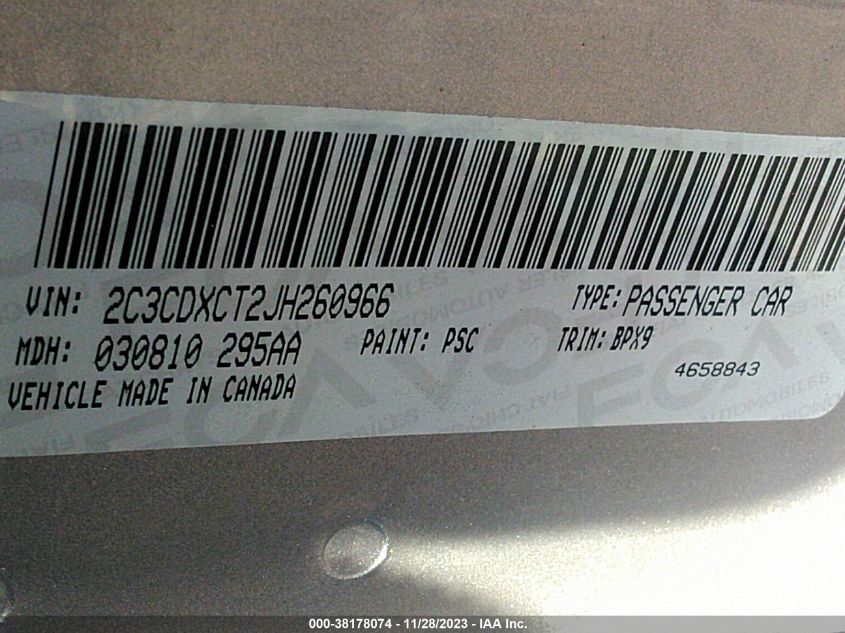 VIN: 2C3CDXCT2JH260966 TYPE: PASSENGER CAR
MDH: 030810 295AA PAINT: PSC TRIM: BPX9
4658843
VEHICLE MADE IN CANADA
000-38178074 - 11/28/2023 - IAA Inc.